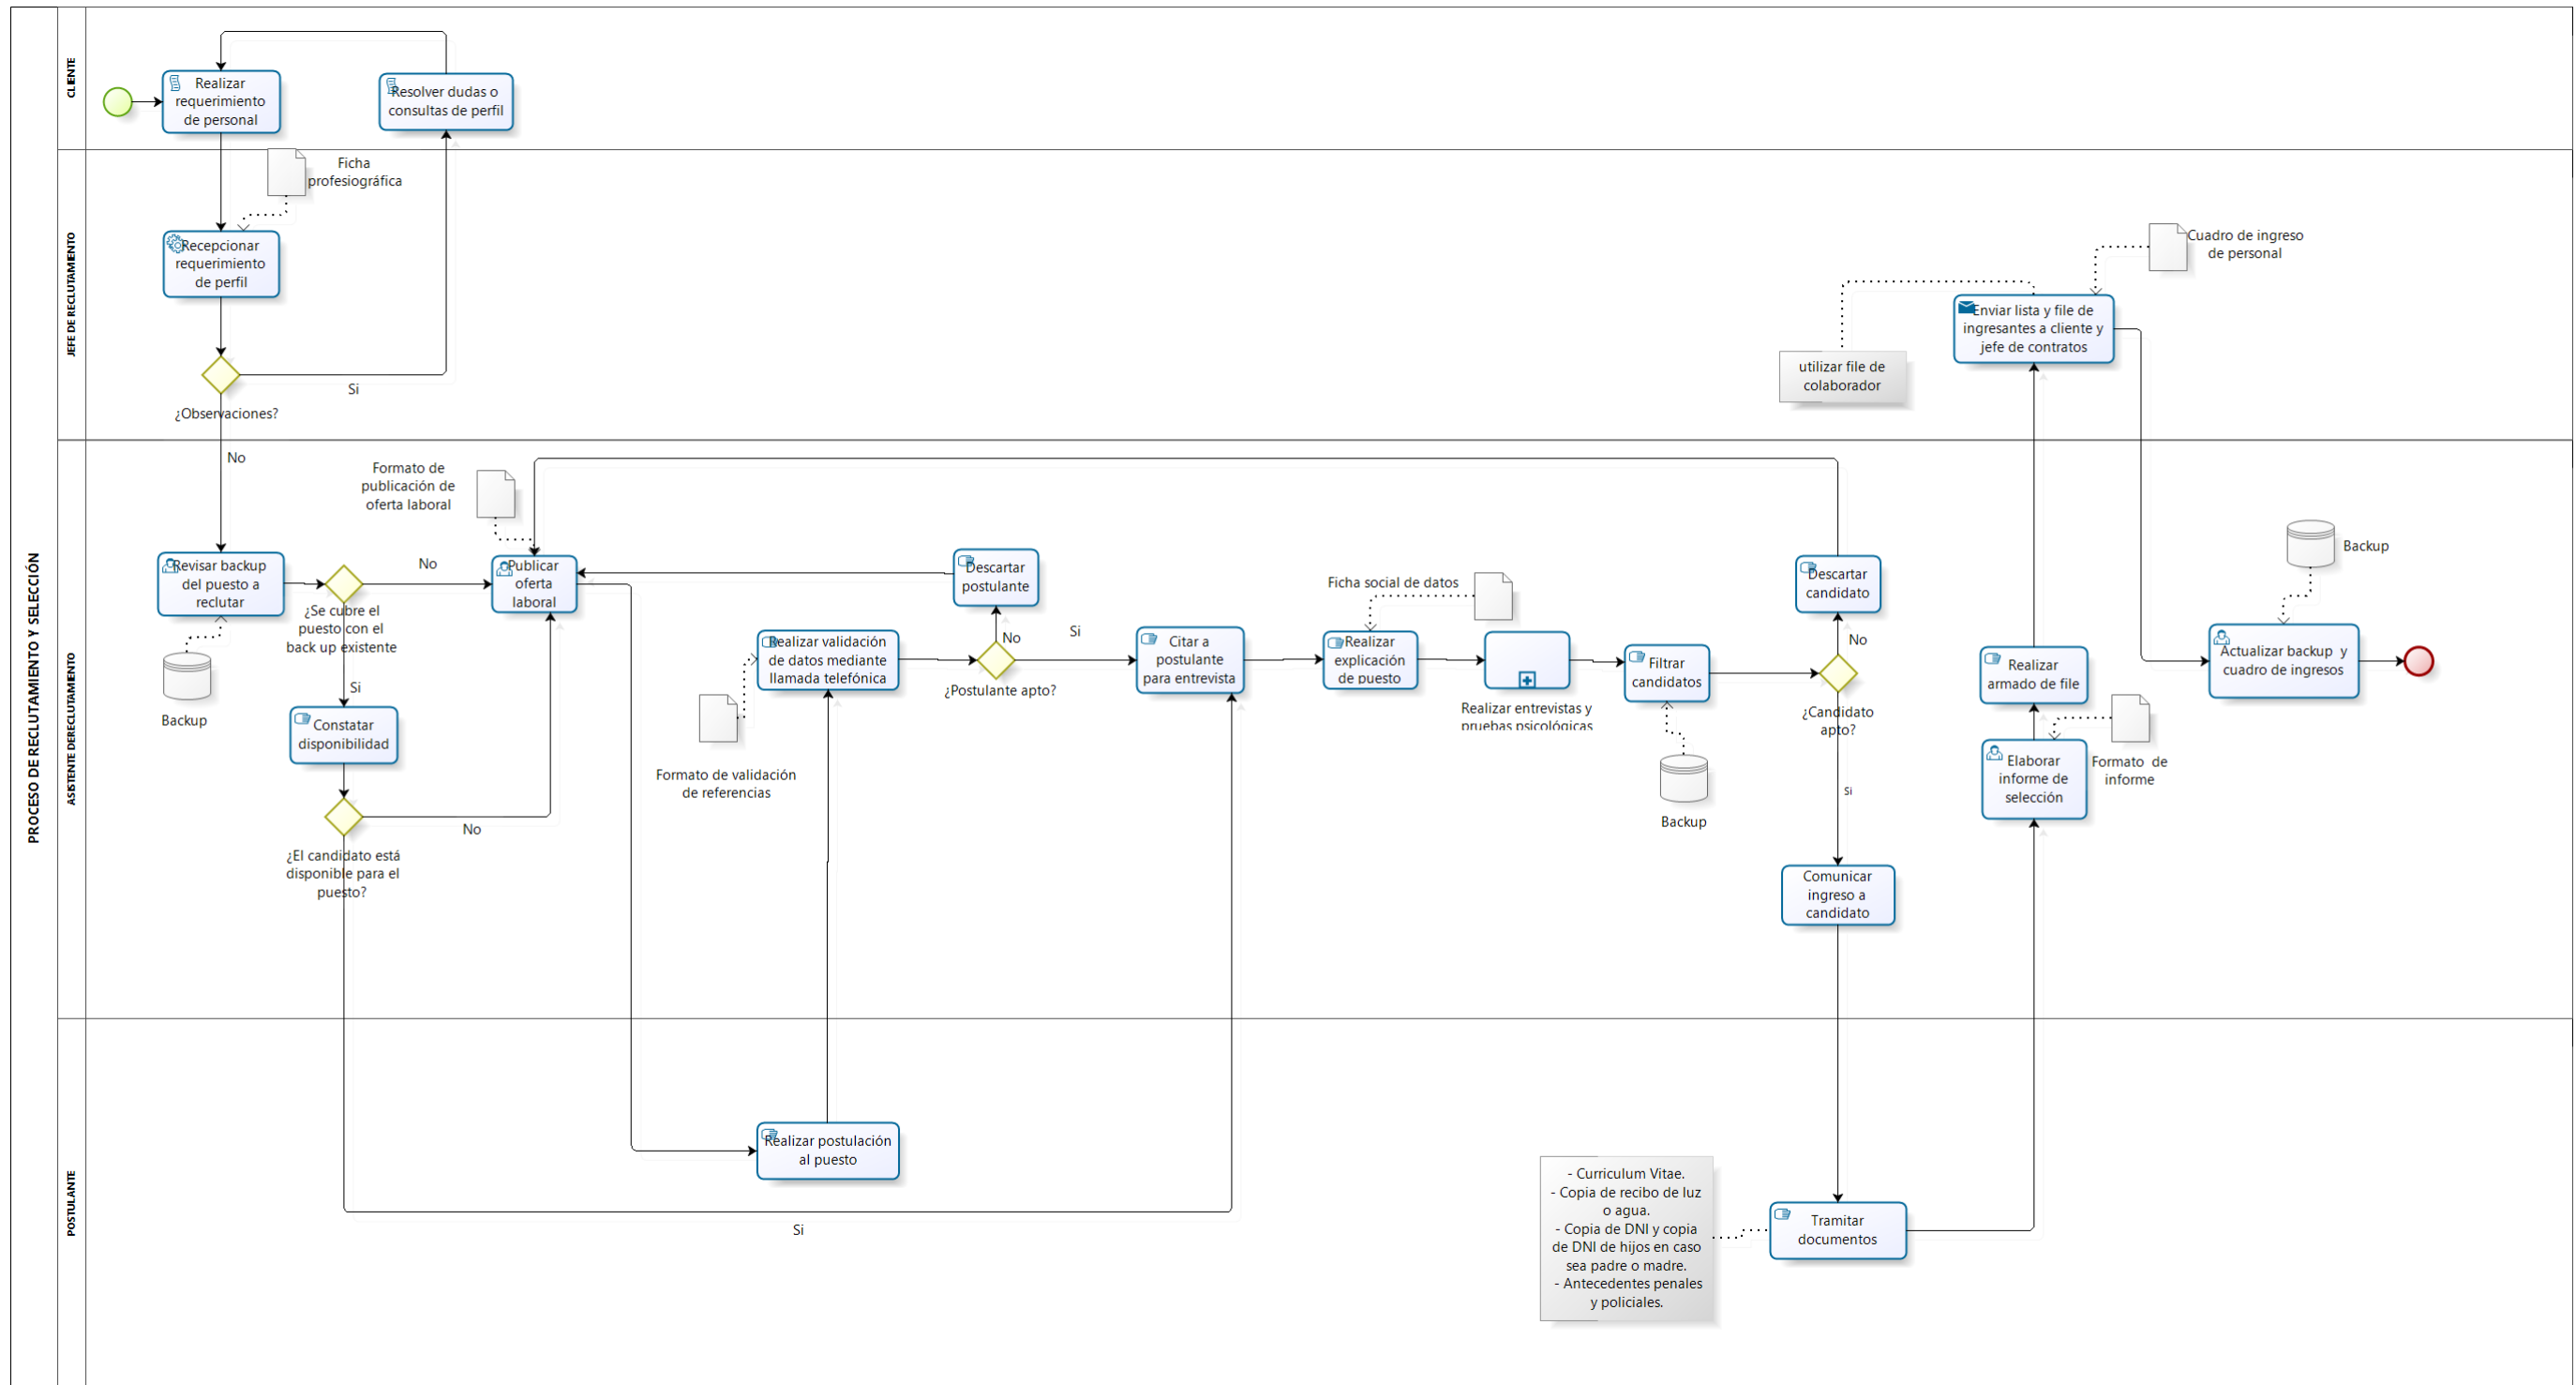 PROCESO DE RECLUTAMIENTO Y SELECCIÓN
CLIENTE
Realizar
requerimiento
de personal
Resolver dudas o
consultas de perfil
JEFE DE RECLUTAMIENTO
Ficha
profesiográfica
Recepcionar
requerimiento
de perfil
Si
¿Observaciones?
No
Cuadro de ingreso
de personal
Enviar lista y file de
ingresantes a cliente y
jefe de contratos
utilizar file de
colaborador
ASISTENTE DERECLUTAMIENTO
Formato de
publicación de
oferta laboral
Revisar backup
del puesto a
reclutar
Backup
No
¿Se cubre el
puesto con el
back up existente
Si
Constatar
disponibilidad
No
¿El candidato está
disponible para el
puesto?
Publicar
oferta
laboral
Realizar validación
de datos mediante
llamada telefónica
Formato de validación
de referencias
Descartar
postulante
No
¿Postulante apto?
Si
Citar a
postulante
para entrevista
Ficha social de datos
Realizar
explicación
de puesto
Realizar entrevistas y
pruebas psicológicas
Filtrar
candidatos
Backup
Descartar
candidato
No
¿Candidato
apto?
Si
Comunicar
ingreso a
candidato
Realizar
armado de file
Elaborar
informe de
selección
Formato de
informe
Backup
Actualizar backup y
cuadro de ingresos
POSTULANTE
Realizar postulación
al puesto
Si
- Curriculum Vitae.
- Copia de recibo de luz
o agua.
- Copia de DNI y copia
de DNI de hijos en caso
sea padre o madre.
- Antecedentes penales
y policiales.
Tramitar
documentos